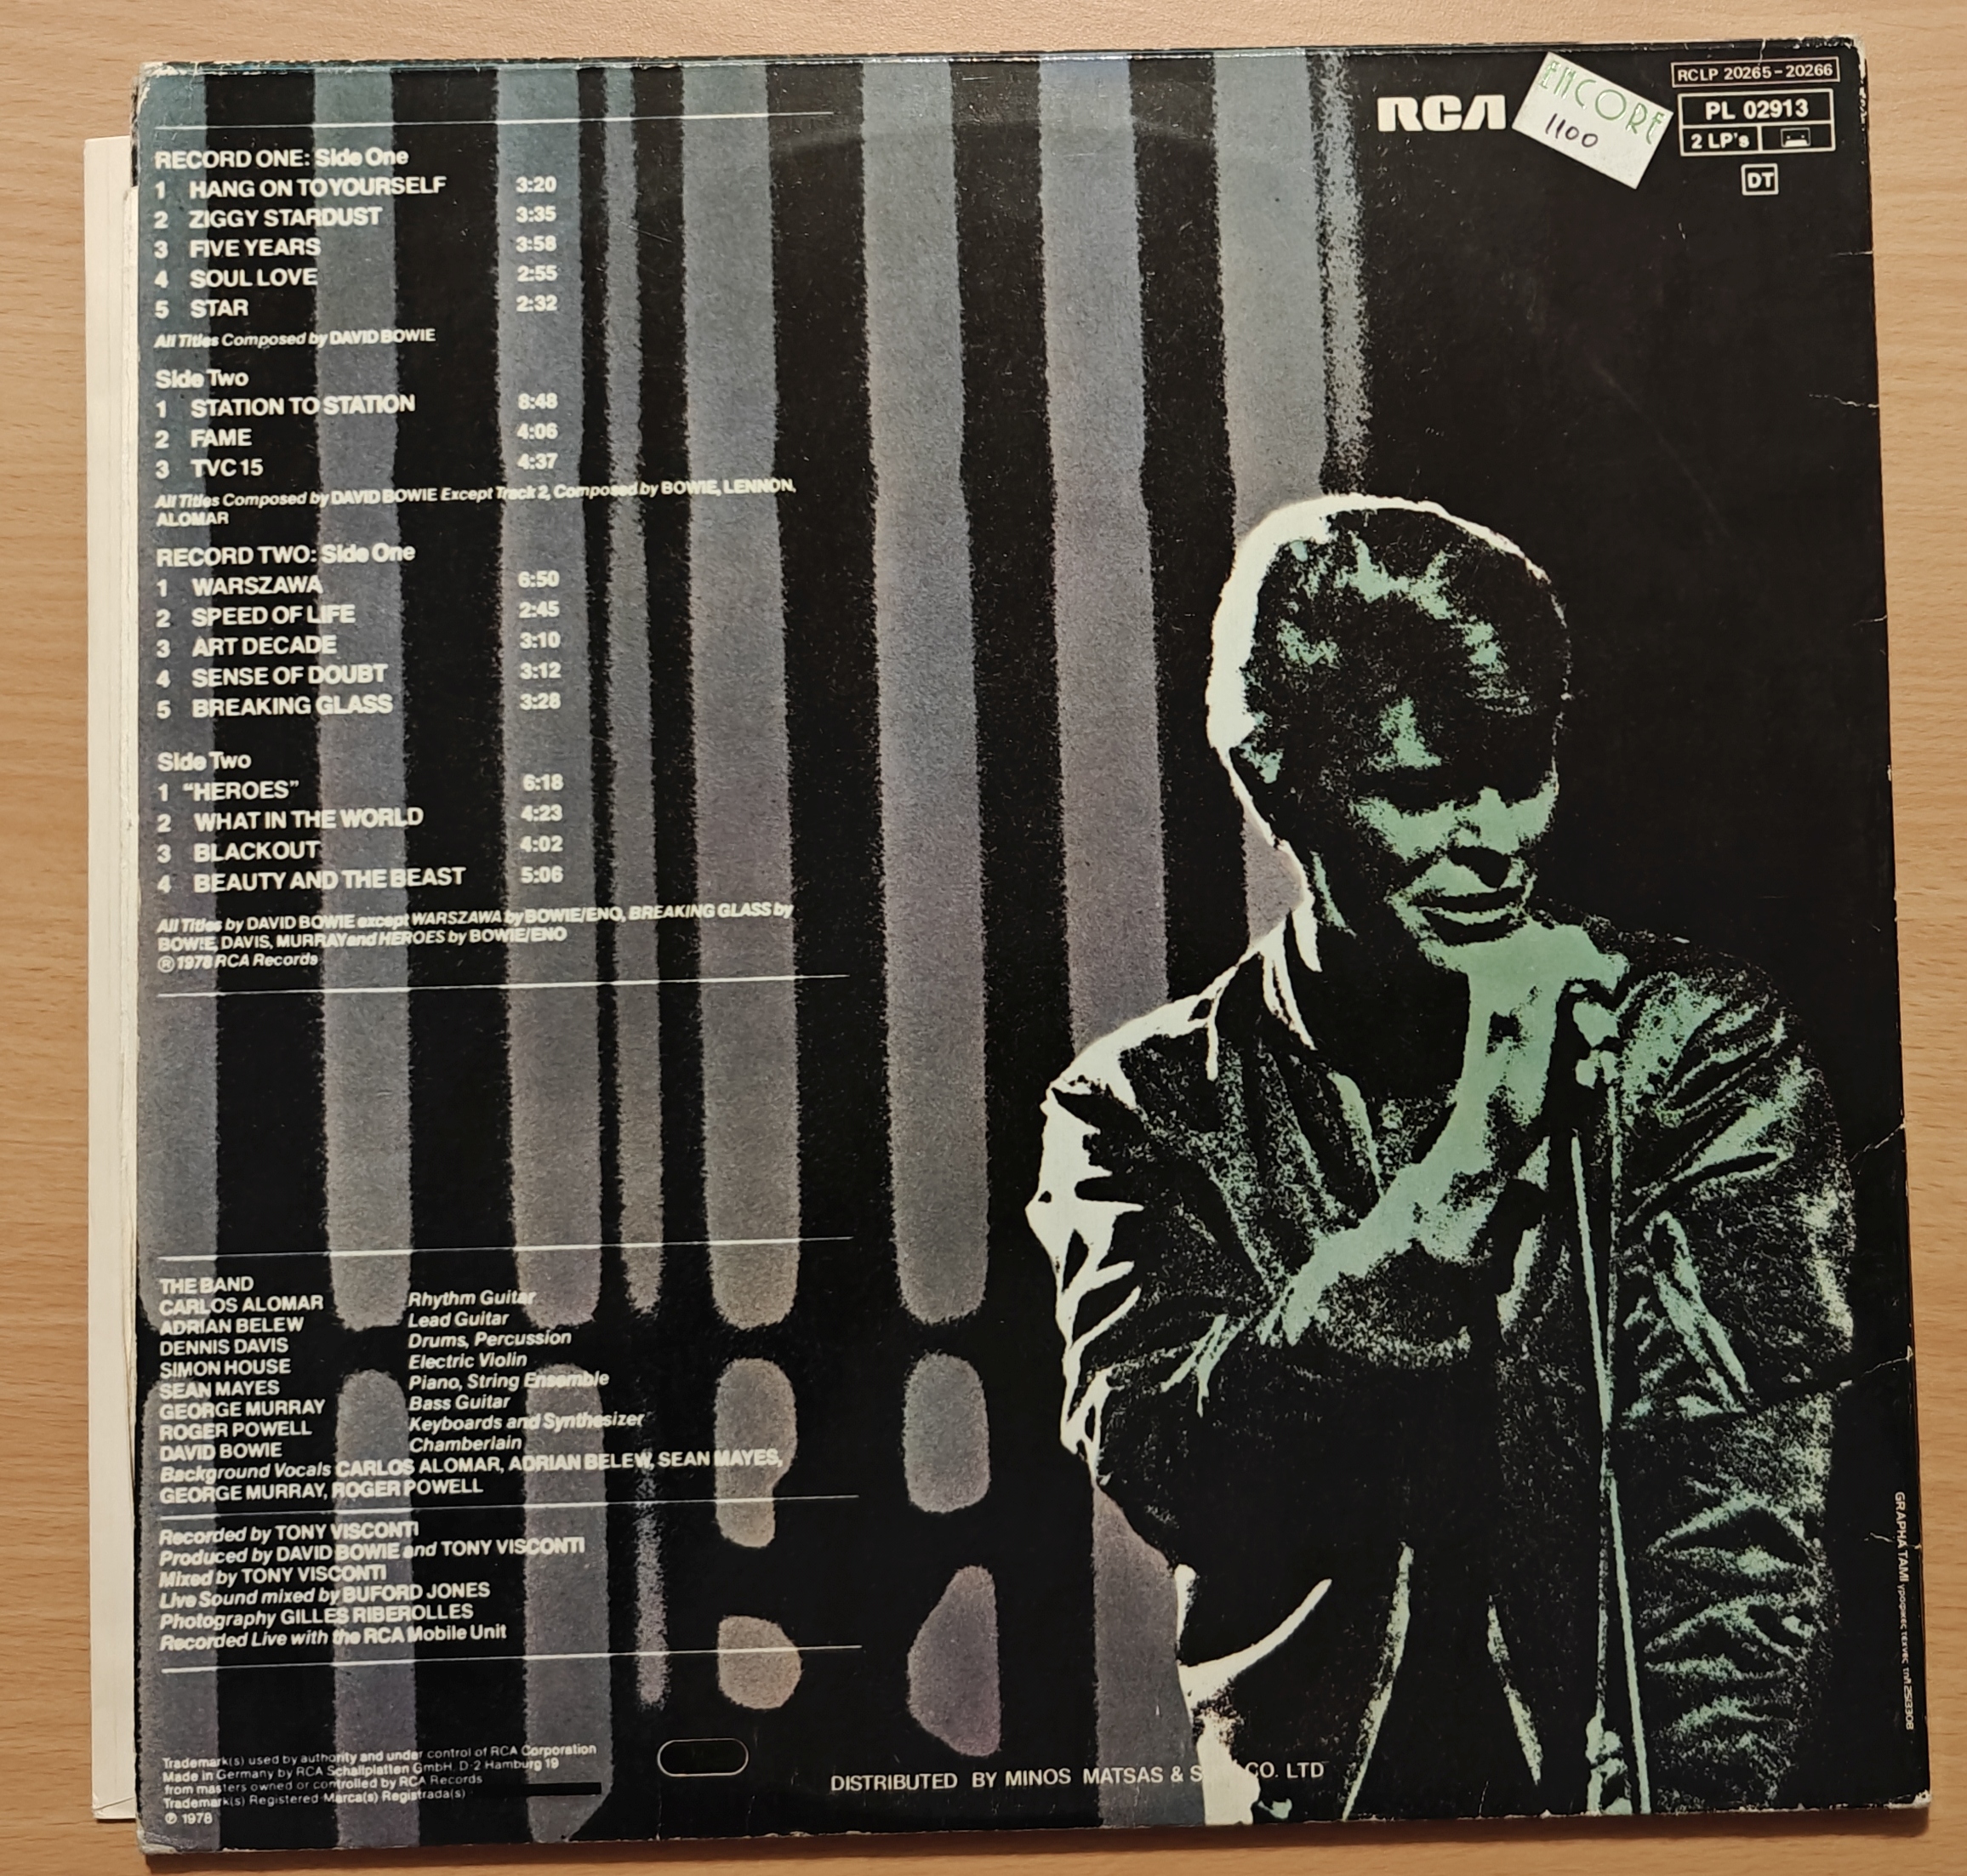 RCA
ENCORE
1100
RCLP 20265-20266
PL 02913
2 LP's
DT
RECORD ONE: Side One
1 HANG ON TO YOURSELF 3:20
2 ZIGGY STARDUST 3:35
3 FIVE YEARS 3:58
4 SOUL LOVE 2:55
5 STAR 2:32
All Titles Composed by DAVID BOWIE
Side Two
1 STATION TO STATION 8:48
2 FAME 4:06
3 TVC 15 4:37
All Titles Composed by DAVID BOWIE Except Track 2, Composed by BOWIE, LENNON,
ALOMAR
RECORD TWO: Side One
1 WARSZAWA 6:50
2 SPEED OF LIFE 2:45
3 ART DECADE 3:10
4 SENSE OF DOUBT 3:12
5 BREAKING GLASS 3:28
Side Two
1 “HEROES” 6:18
2 WHAT IN THE WORLD 4:23
3 BLACKOUT 4:02
4 BEAUTY AND THE BEAST 5:06
All Titles by DAVID BOWIE except WARSZAWA by BOWIE/ENO, BREAKING GLASS by
BOWIE, DAVIS, MURRAY and HEROES by BOWIE/ENO
® 1978 RCA Records
THE BAND
CARLOS ALOMAR Rhythm Guitar
ADRIAN BELEW Lead Guitar
DENNIS DAVIS Drums, Percussion
SIMON HOUSE Electric Violin
SEAN MAYES Piano, String Ensemble
GEORGE MURRAY Bass Guitar
ROGER POWELL Keyboards and Synthesizer
DAVID BOWIE Chamberlain
Background Vocals CARLOS ALOMAR, ADRIAN BELEW, SEAN MAYES,
GEORGE MURRAY, ROGER POWELL
Recorded by TONY VISCONTI
Produced by DAVID BOWIE and TONY VISCONTI
Mixed by TONY VISCONTI
Live Sound mixed by BUFORD JONES
Photography GILLES RIBEROLLES
Recorded Live with the RCA Mobile Unit
Trademark(s) used by authority and under control of RCA Corporation
Made in Germany by RCA Schallplatten GmbH, D-2 Hamburg 19
from masters owned or controlled by RCA Records
Trademark(s) Registered Marca(s) Registrada(s)
℗ 1978
DISTRIBUTED BY MINOS MATSAS & S CO. LTD
GRAPHA TAMI